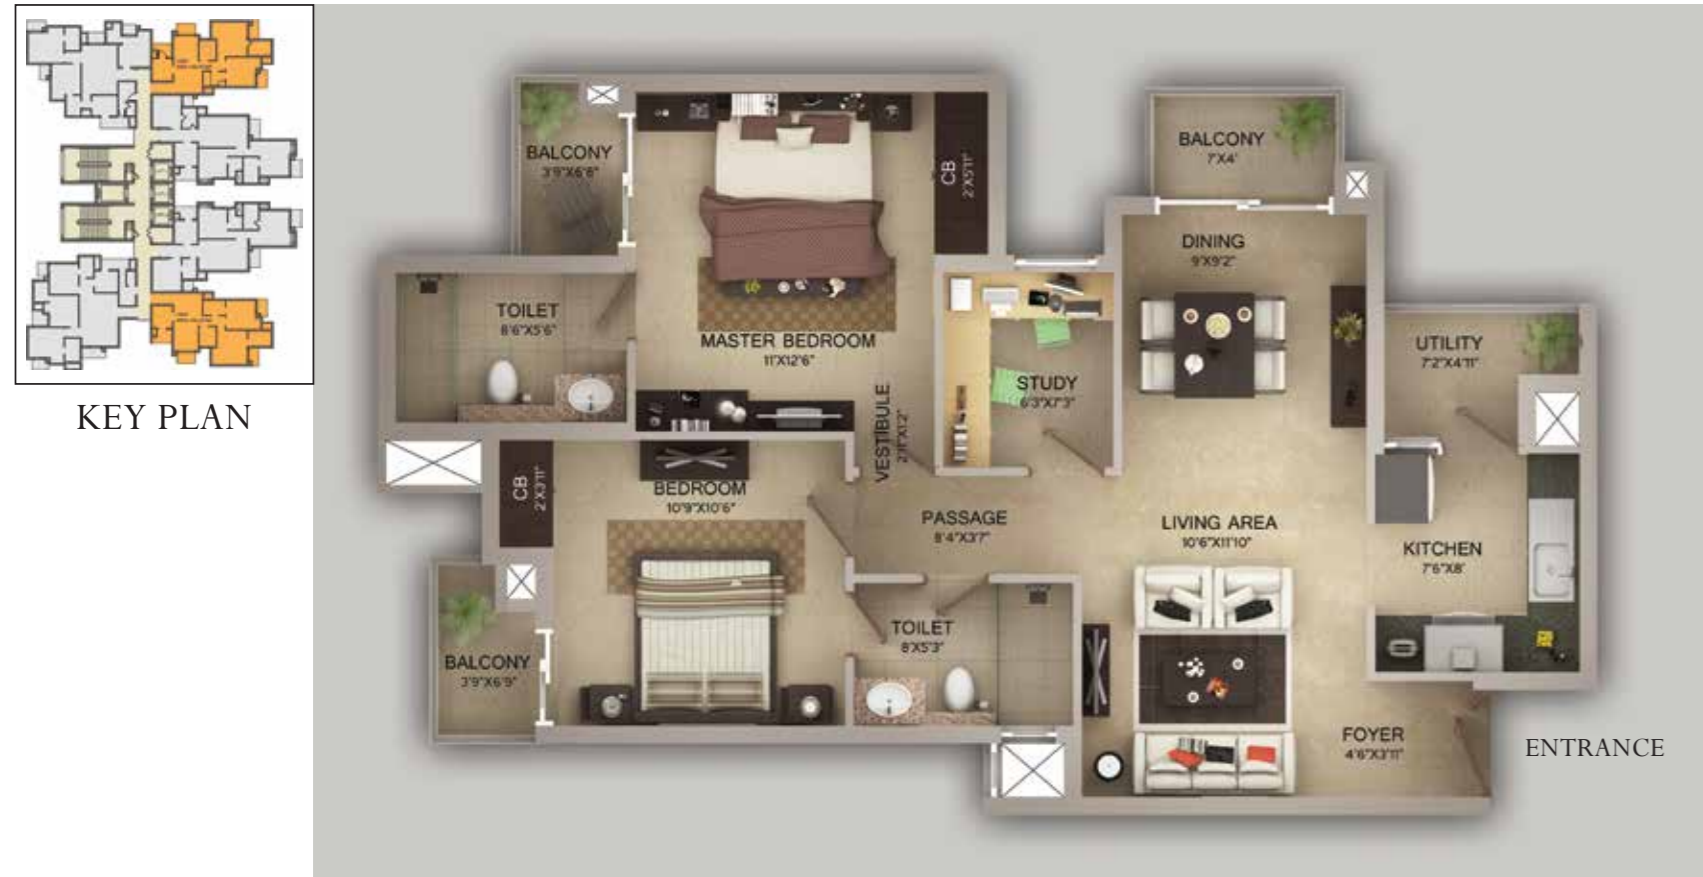 KEY PLAN
BALCONY
3'9"X6'6"
CB
2'X5'11"
BALCONY
7'X4'
DINING
9'X9'2"
TOILET
8'6"X5'6"
MASTER BEDROOM
11'X12'6"
UTILITY
7'2"X4'11"
STUDY
6'3"X7'3"
VESTIBULE
2'11"X1'2"
CB
2'X3'11"
BEDROOM
10'9"X10'6"
PASSAGE
8'4"X3'7"
LIVING AREA
10'6"X11'10"
KITCHEN
7'6"X8'
TOILET
8'X5'3"
BALCONY
3'9"X6'9"
FOYER
4'6"X3'11"
ENTRANCE